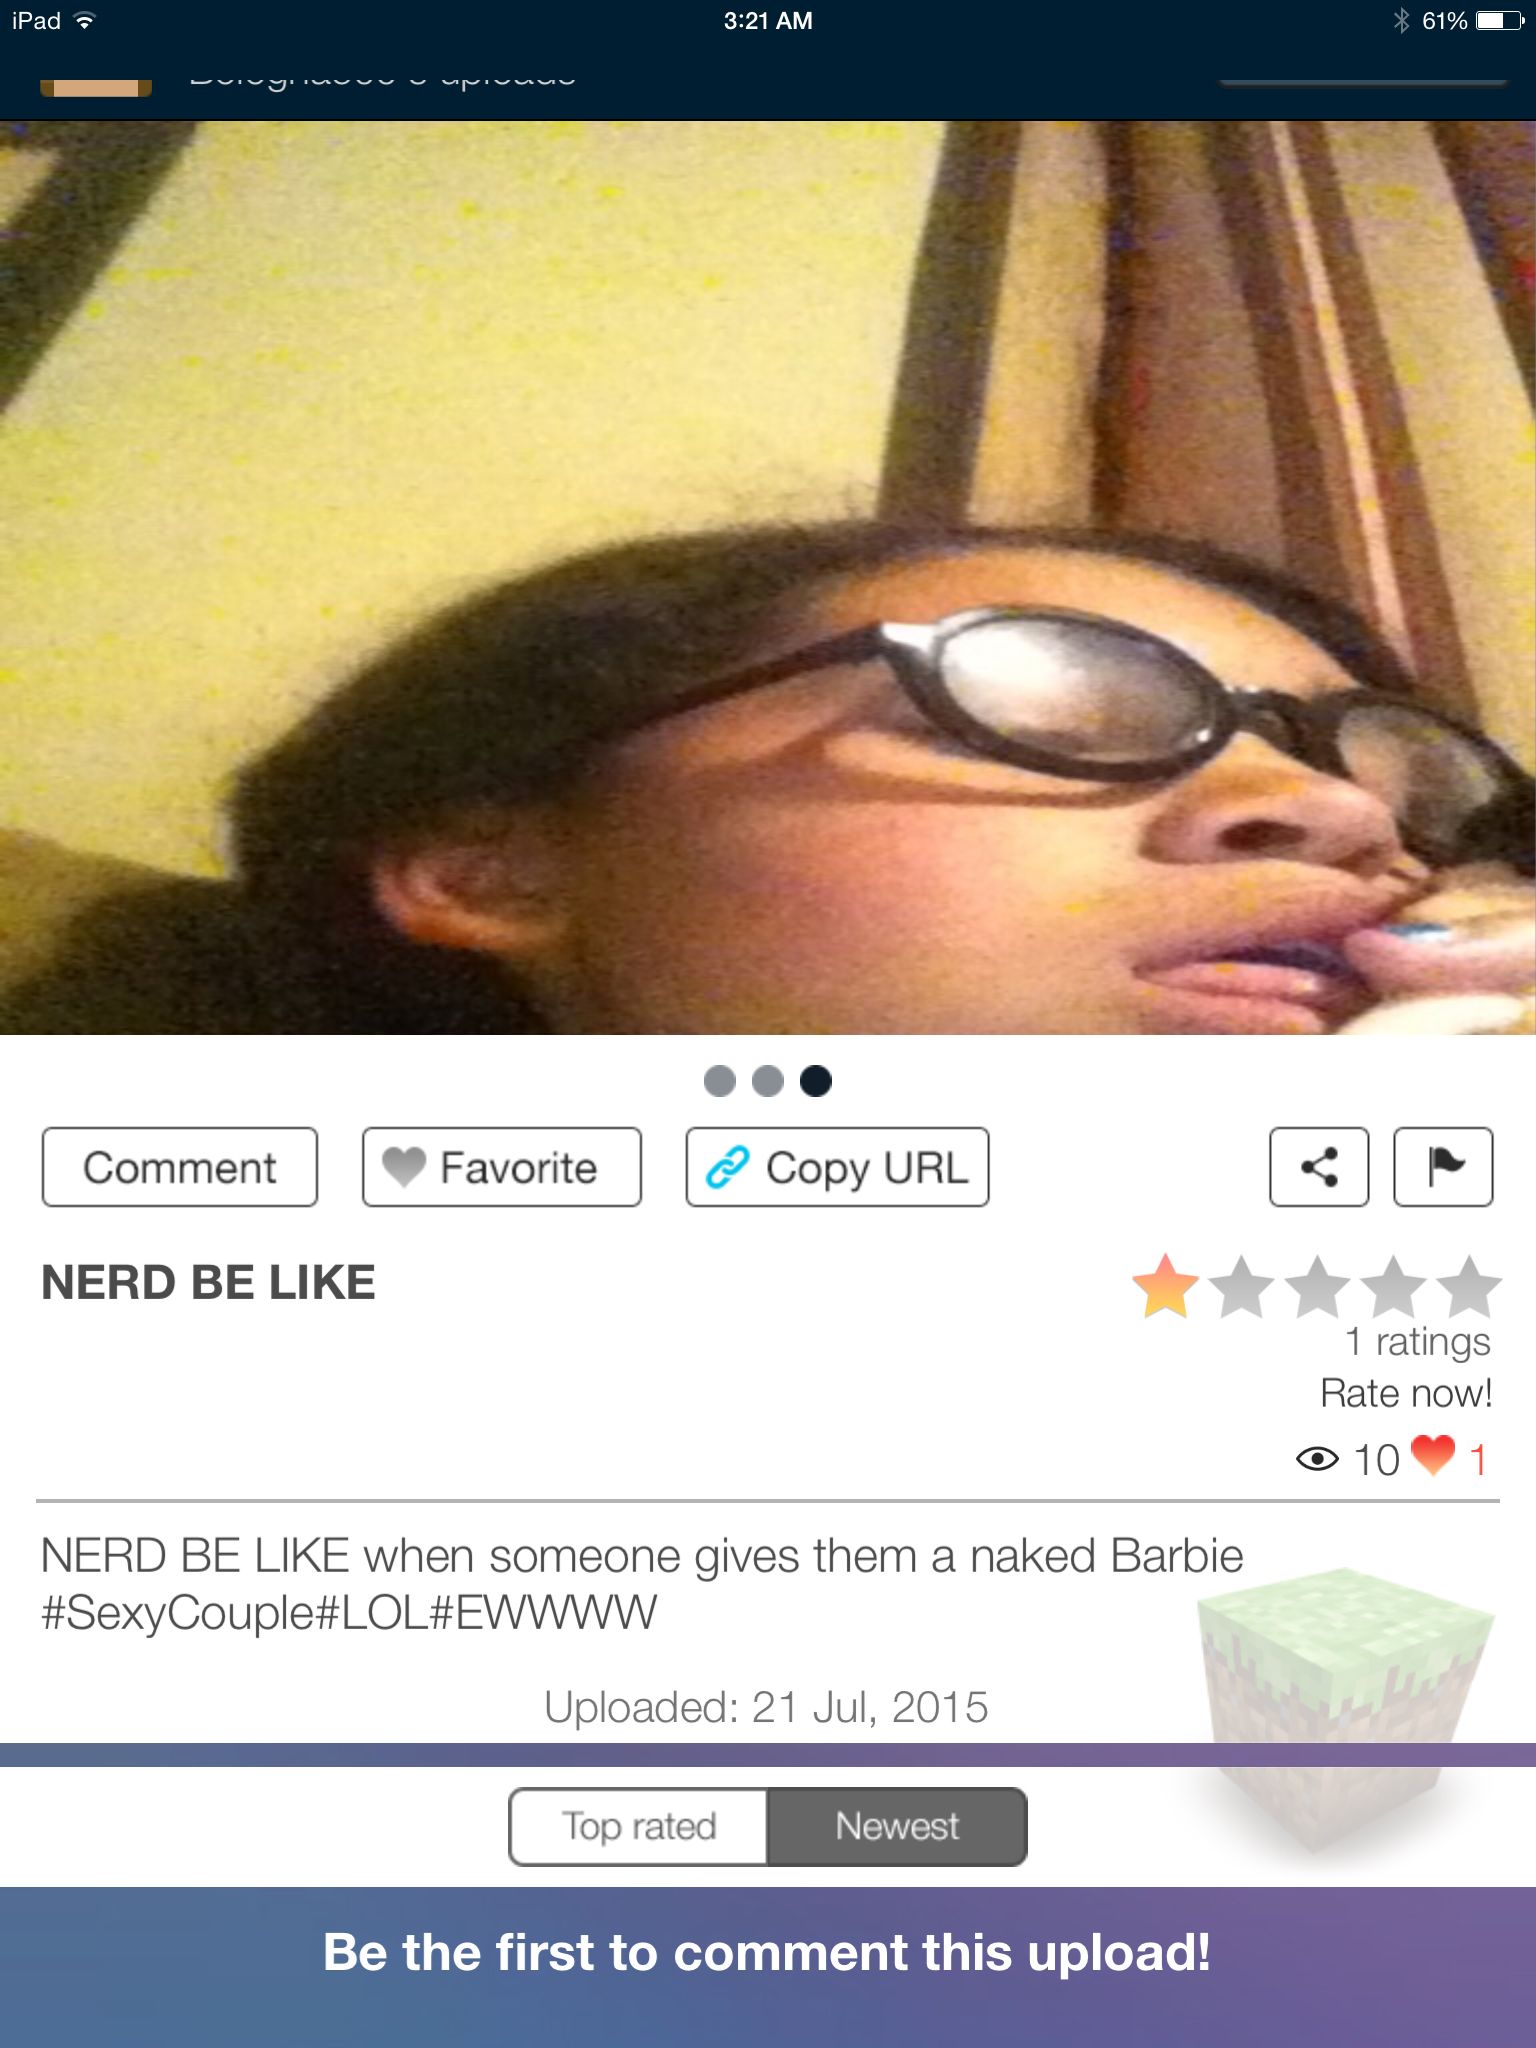 iPad 3:21 AM 61%
uploads
Comment Favorite Copy URL
NERD BE LIKE
1 ratings
Rate now!
10 1
NERD BE LIKE when someone gives them a naked Barbie
#SexyCouple#LOL#EWWWW
Uploaded: 21 Jul, 2015
Top rated Newest
Be the first to comment this upload!